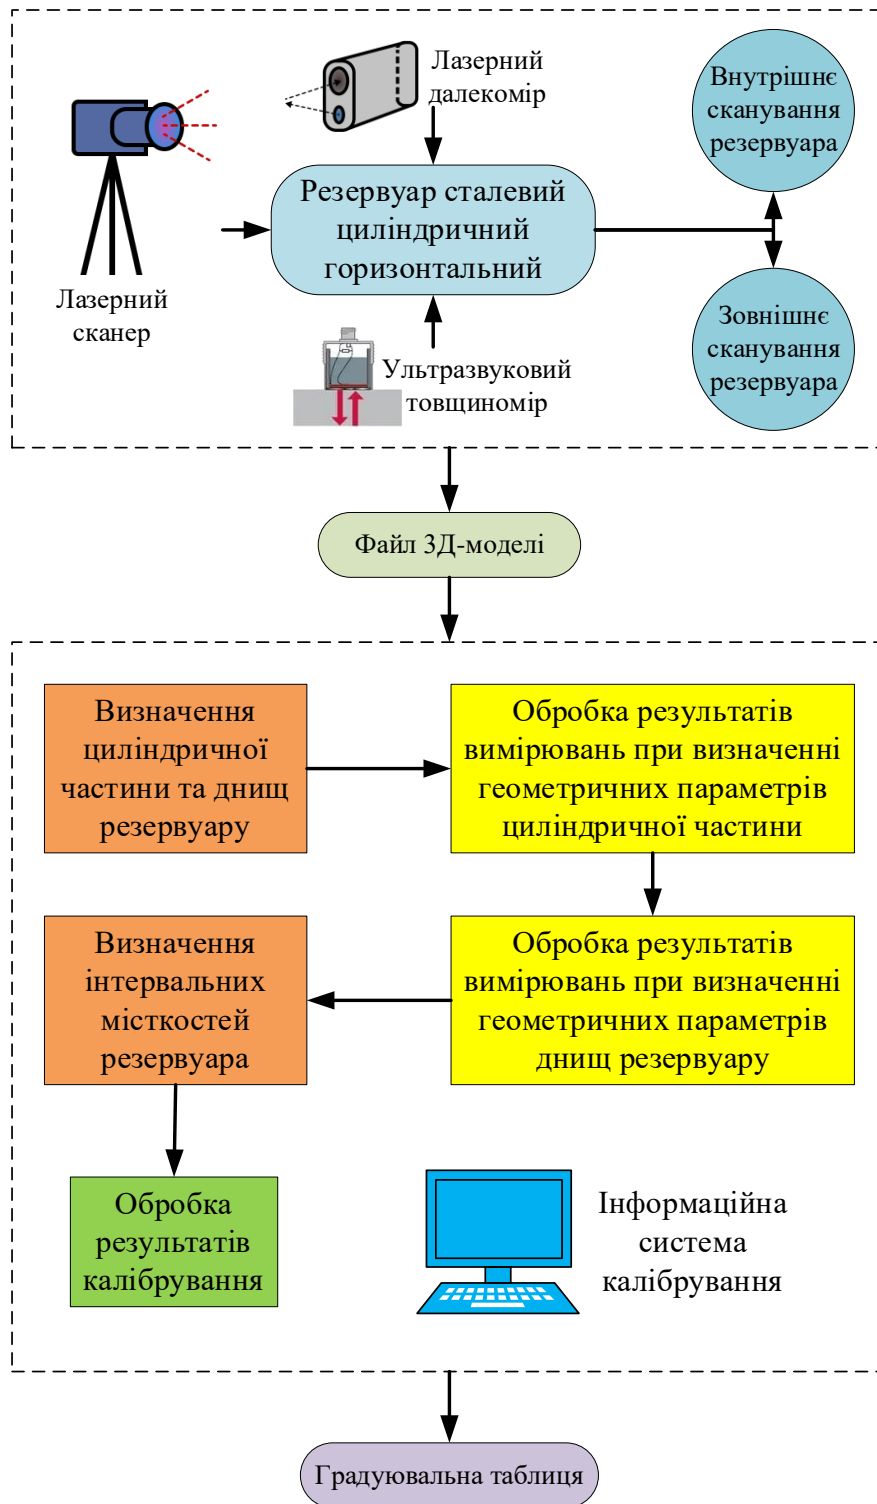 Лазерний
далекомір
Внутрішнє
сканування
резервуара
Резервуар сталевий
циліндричний
горизонтальний
Лазерний
сканер
Зовнішнє
сканування
резервуара
Ультразвуковий
товщиномір
Файл 3Д-моделі
Визначення
циліндричної
частини та днищ
резервуару
Обробка результатів
вимірювань при визначенні
геометричних параметрів
циліндричної частини
Визначення
інтервальних
місткостей
резервуара
Обробка результатів
вимірювань при визначенні
геометричних параметрів
днищ резервуару
Обробка
результатів
калібрування
Інформаційна
система
калібрування
Градуювальна таблиця